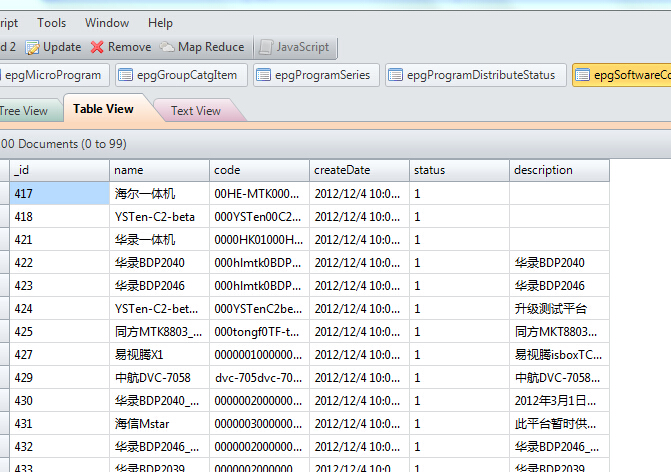 ript Tools Window Help
d 2 Update Remove Map Reduce JavaScript
epgMicroProgram epgGroupCatgItem epgProgramSeries epgProgramDistributeStatus epgSoftwareCo
Tree View Table View Text View
00 Documents (0 to 99)
_id name code createDate status description
417 海尔一体机 00HE-MTK000... 2012/12/4 10:0... 1
418 YSTen-C2-beta 000YSTen00C2... 2012/12/4 10:0... 1
421 华录一体机 0000HK01000H... 2012/12/4 10:0... 1
422 华录BDP2040 000hlmtk0BDP... 2012/12/4 10:0... 1 华录BDP2040
423 华录BDP2046 000hlmtk0BDP... 2012/12/4 10:0... 1 华录BDP2046
424 YSTen-C2-bet... 000YSTenC2be... 2012/12/4 10:0... 1 升级测试平台
425 同方MTK8803_... 000tongf0TF-t... 2012/12/4 10:0... 1 同方MKT8803...
427 易视腾X1 0000001000000... 2012/12/4 10:0... 1 易视腾isboxTC...
429 中航DVC-7058 dvc-705dvc-70... 2012/12/4 10:0... 1 中航DVC-7058...
430 华录BDP2040_... 0000002000000... 2012/12/4 10:0... 1 2012年3月1日...
431 海信Mstar 0000003000000... 2012/12/4 10:0... 1 此平台暂时供...
432 华录BDP2046_... 0000002000000... 2012/12/4 10:0... 1 华录BDP2046_...
433 华录BDP2039 0000002000000... 2012/12/4 10:0... 1 华录BDP2039